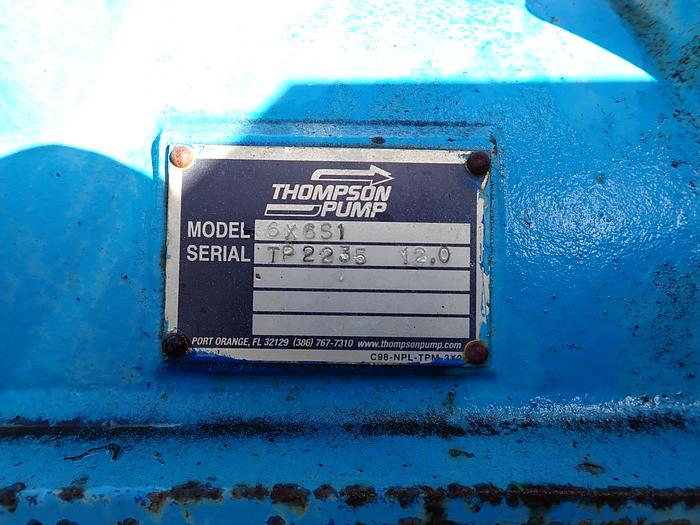 THOMPSON
PUMP
MODEL 6X6S1
SERIAL TP2235 12.0
PORT ORANGE, FL 32129 (386) 767-7310 www.thompsonpump.com